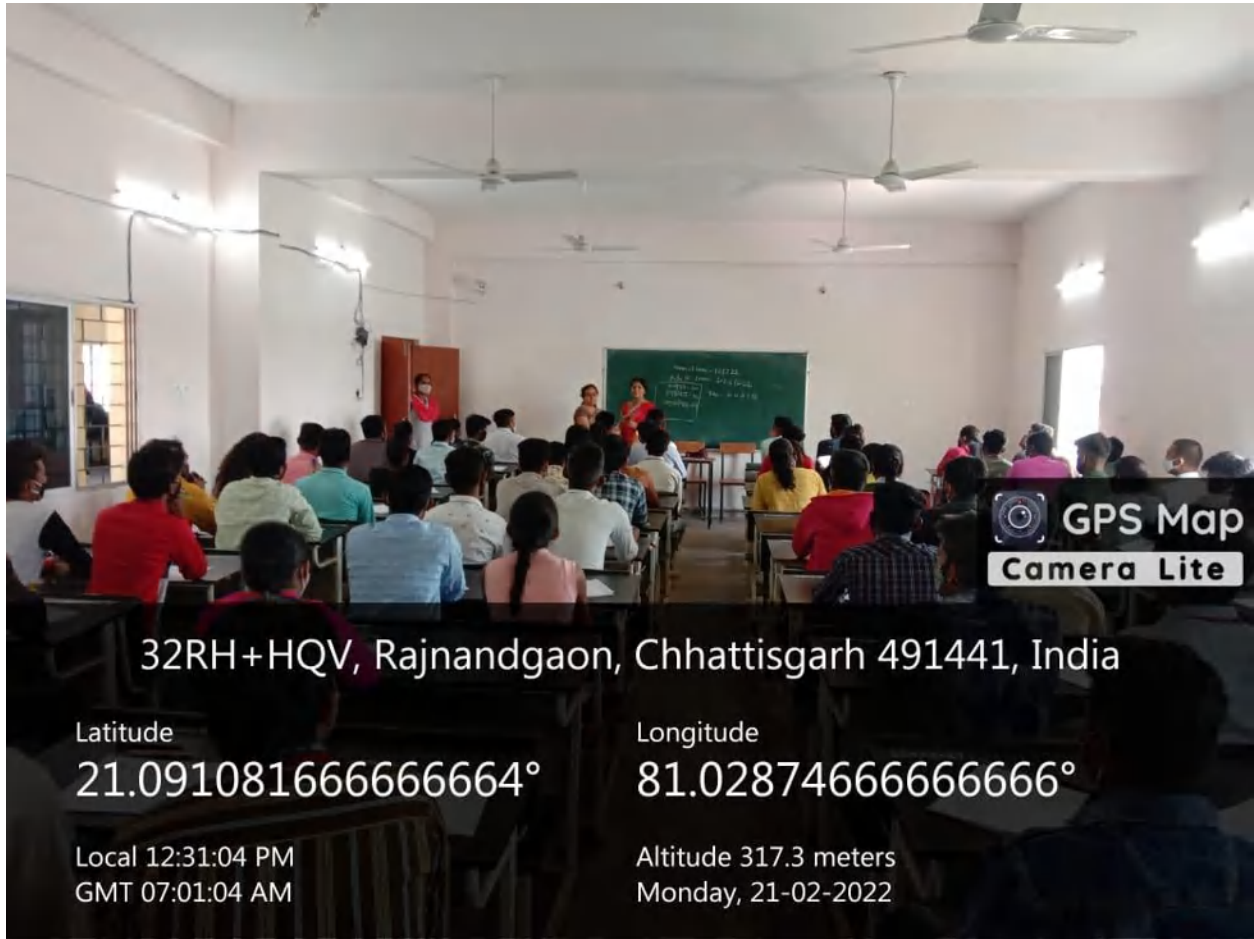 GPS Map
Camera Lite
32RH+HQV, Rajnandgaon, Chhattisgarh 491441, India
Latitude
21.091081666666664°
Longitude
81.02874666666666°
Local 12:31:04 PM
GMT 07:01:04 AM
Altitude 317.3 meters
Monday, 21-02-2022